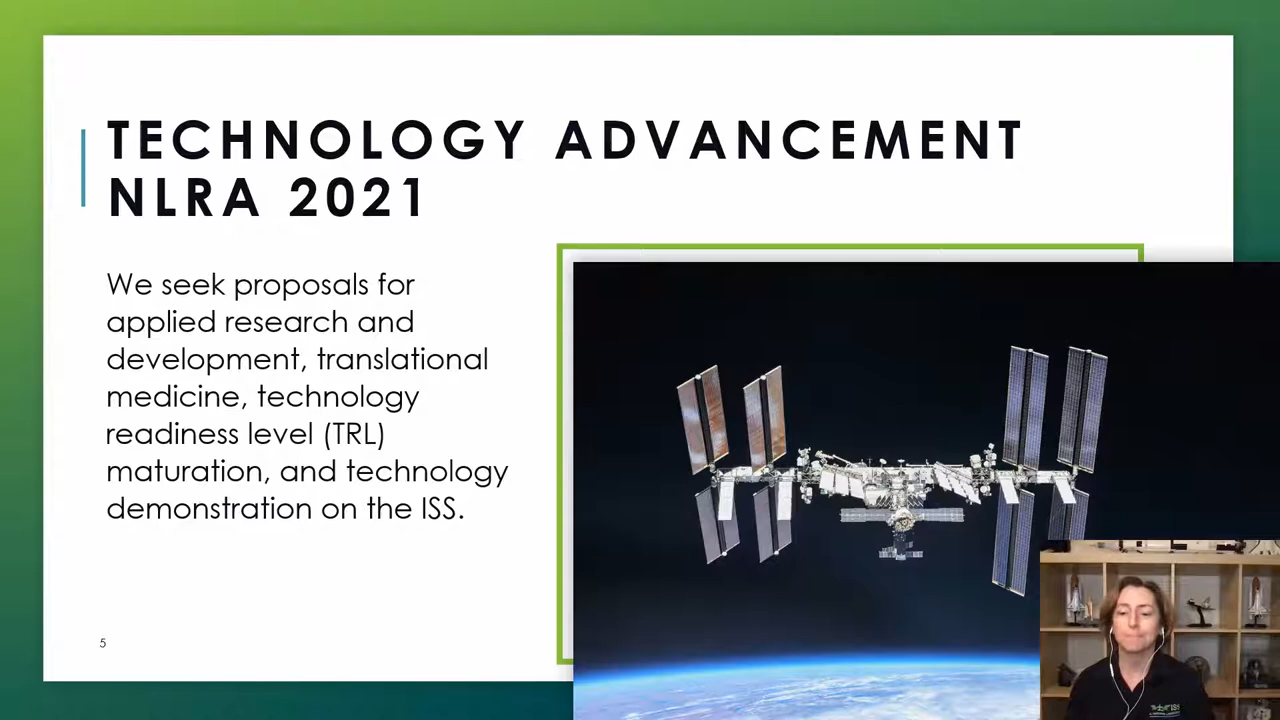 TECHNOLOGY ADVANCEMENT
NLRA 2021
We seek proposals for
applied research and
development, translational
medicine, technology
readiness level (TRL)
maturation, and technology
demonstration on the ISS.
5